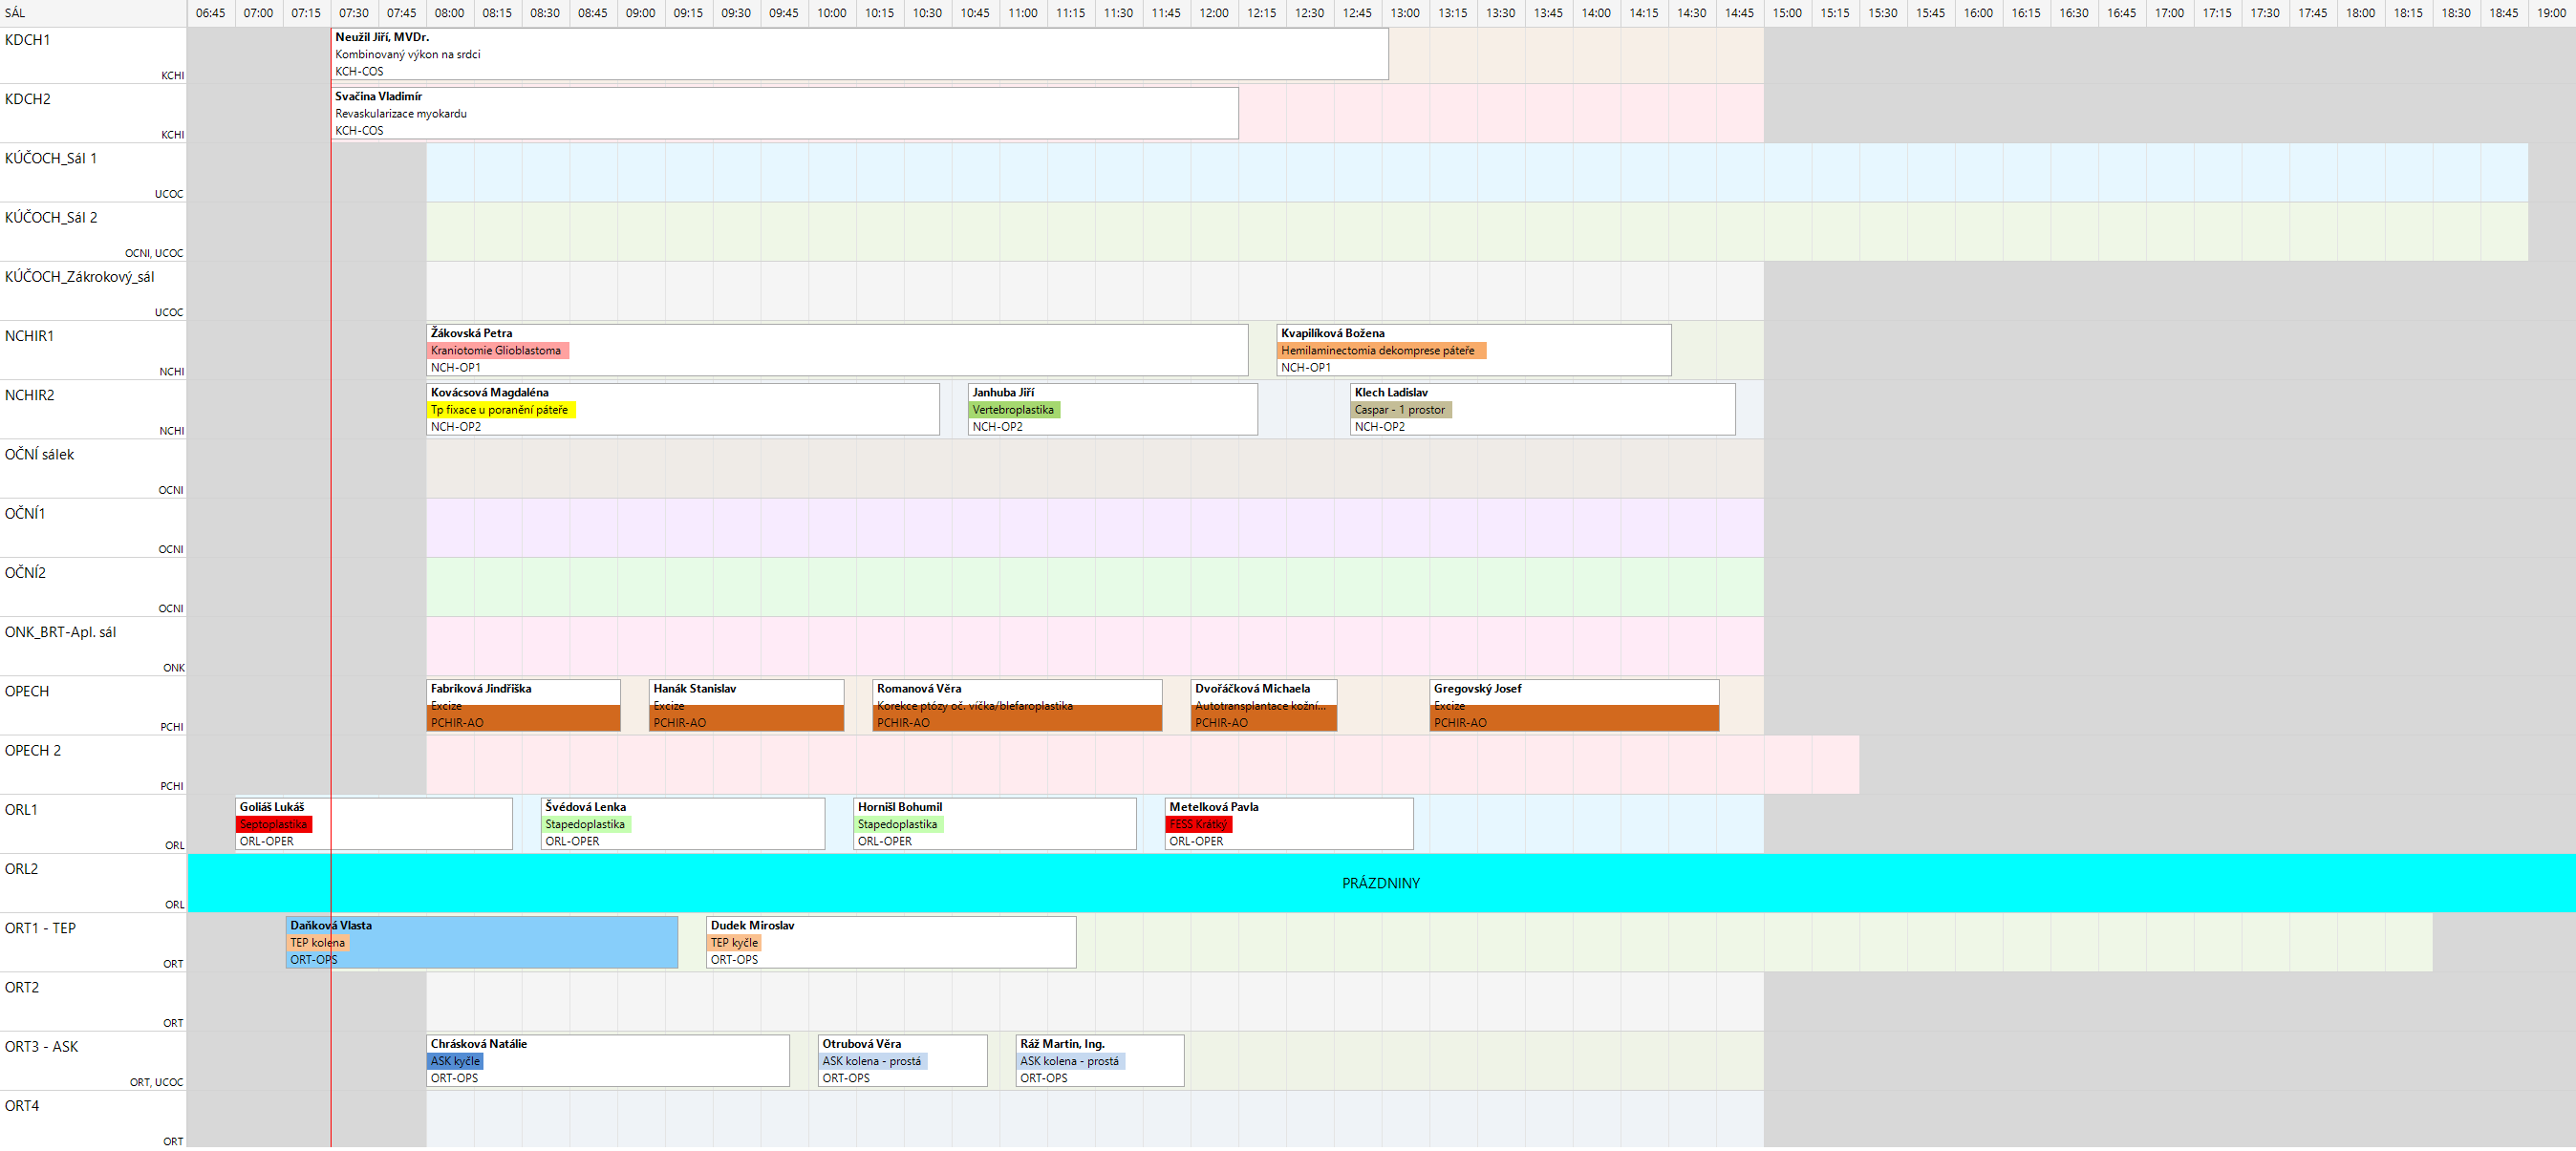 SÁL 06:45 07:00 07:15 07:30 07:45 08:00 08:15 08:30 08:45 09:00 09:15 09:30 09:45 10:00 10:15 10:30 10:45 11:00 11:15 11:30 11:45 12:00 12:15 12:30 12:45 13:00 13:15 13:30 13:45 14:00 14:15 14:30 14:45 15:00 15:15 15:30 15:45 16:00 16:15 16:30 16:45 17:00 17:15 17:30 17:45 18:00 18:15 18:30 18:45 19:00
KDCH1
KCHI
Neužil Jiří, MVDr.
Kombinovaný výkon na srdci
KCH-COS
KDCH2
KCHI
Svačina Vladimír
Revaskularizace myokardu
KCH-COS
KÚČOCH_Sál 1
UCOC
KÚČOCH_Sál 2
OCNI, UCOC
KÚČOCH_Zákrokový_sál
UCOC
NCHIR1
NCHI
Žákovská Petra
Kraniotomie Glioblastoma
NCH-OP1
Kvapilíková Božena
Hemilaminectomia dekomprese páteře
NCH-OP1
NCHIR2
NCHI
Kovácsová Magdaléna
Tp fixace u poranění páteře
NCH-OP2
Janhuba Jiří
Vertebroplastika
NCH-OP2
Klech Ladislav
Caspar - 1 prostor
NCH-OP2
OČNÍ sálek
OCNI
OČNÍ1
OCNI
OČNÍ2
OCNI
ONK_BRT-Apl. sál
ONK
OPECH
PCHI
Fabriková Jindřiška
Excize
PCHIR-AO
Hanák Stanislav
Excize
PCHIR-AO
Romanová Věra
Korekce ptózy oč. víčka/blefaroplastika
PCHIR-AO
Dvořáčková Michaela
Autotransplantace kožní...
PCHIR-AO
Gregovský Josef
Excize
PCHIR-AO
OPECH 2
PCHI
ORL1
ORL
Goliáš Lukáš
Septoplastika
ORL-OPER
Švédová Lenka
Stapedoplastika
ORL-OPER
Hornišl Bohumil
Stapedoplastika
ORL-OPER
Metelková Pavla
FESS Krátký
ORL-OPER
ORL2
ORL
PRÁZDNINY
ORT1 - TEP
ORT
Daňková Vlasta
TEP kolena
ORT-OPS
Dudek Miroslav
TEP kyčle
ORT-OPS
ORT2
ORT
ORT3 - ASK
ORT, UCOC
Chrásková Natálie
ASK kyčle
ORT-OPS
Otrubová Věra
ASK kolena - prostá
ORT-OPS
Ráž Martin, Ing.
ASK kolena - prostá
ORT-OPS
ORT4
ORT